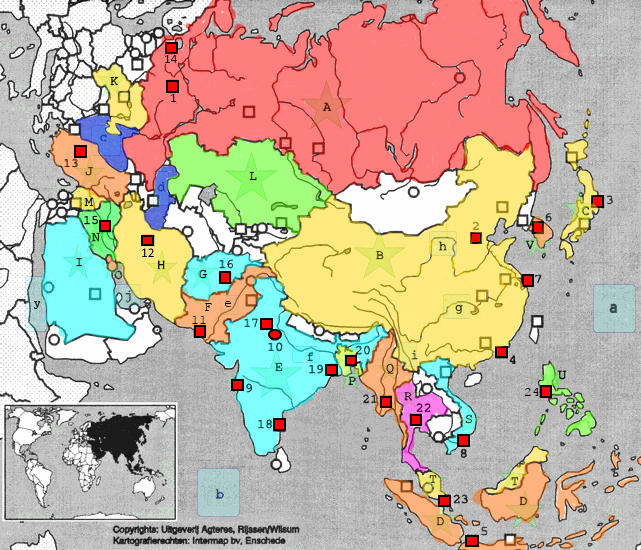 14
K
1
A
c
13
J
L
d
M
15
N
3
C
6
V
2
h
B
12
H
I
O
16
G
7
y
j
F
e
g
a
11
17
10
f
20
i
4
19
P
E
Q
U
24
9
R
21
22
18
S
8
T
T
23
D
D
b
5
Copyrights: Uitgeverij Agteres, Rijssen/Wilsum
Kartografierechten: Intermap bv, Enschede